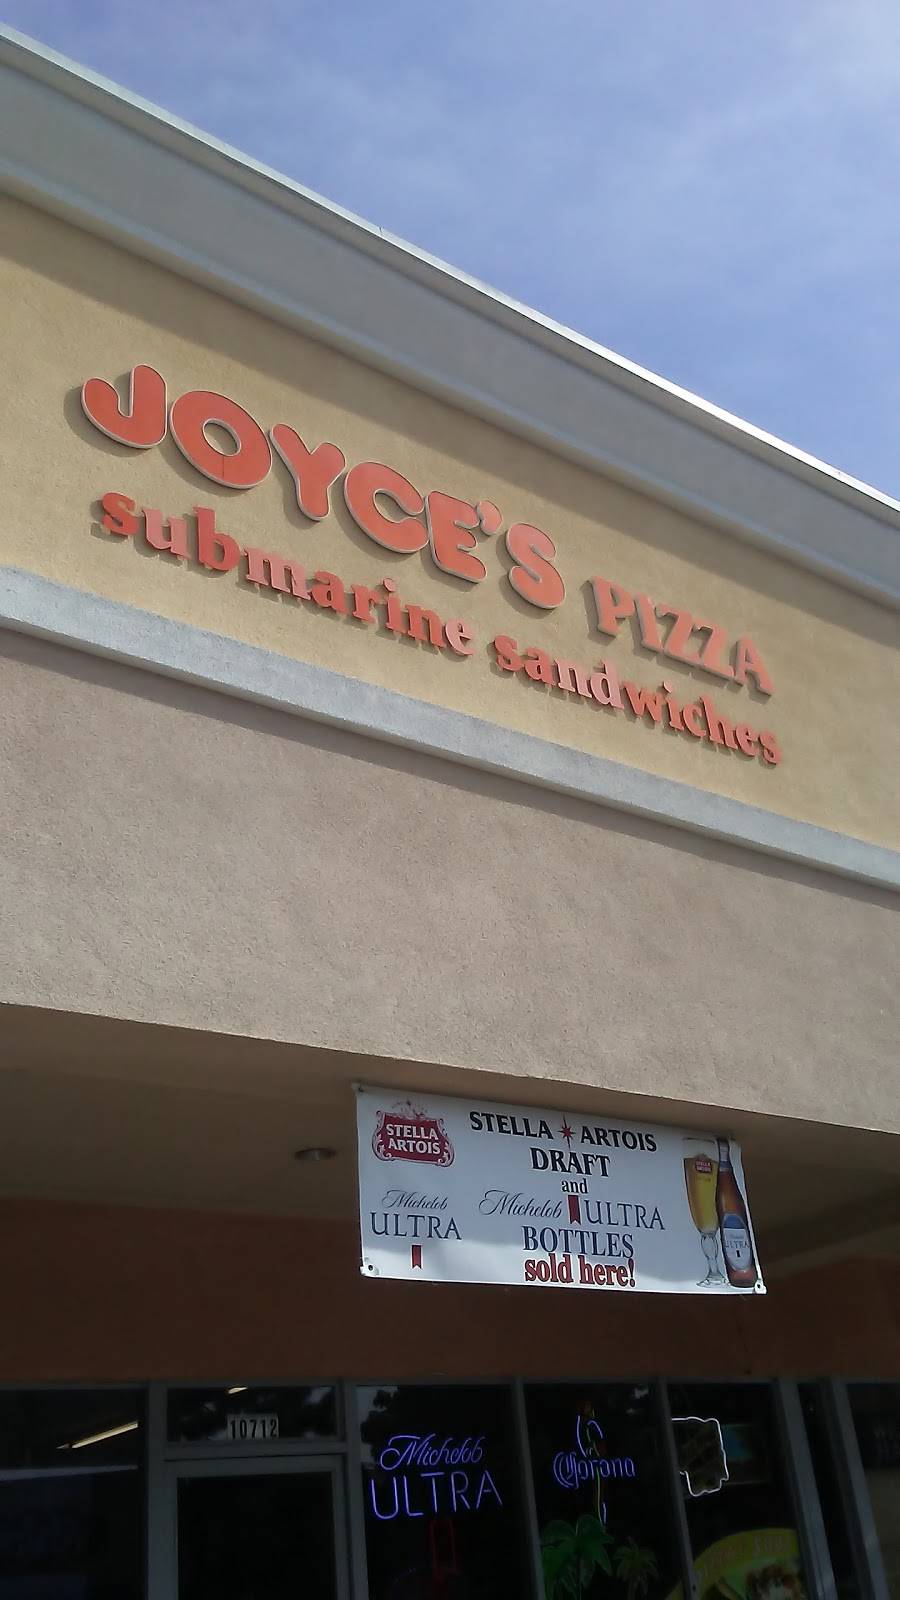 JOYCE'S PIZZA
submarine sandwiches
STELLA
ARTOIS
STELLA ARTOIS
DRAFT
and
Michelob ULTRA
BOTTLES
sold here!
Michelob
ULTRA
10712
Michelob
ULTRA
Corona